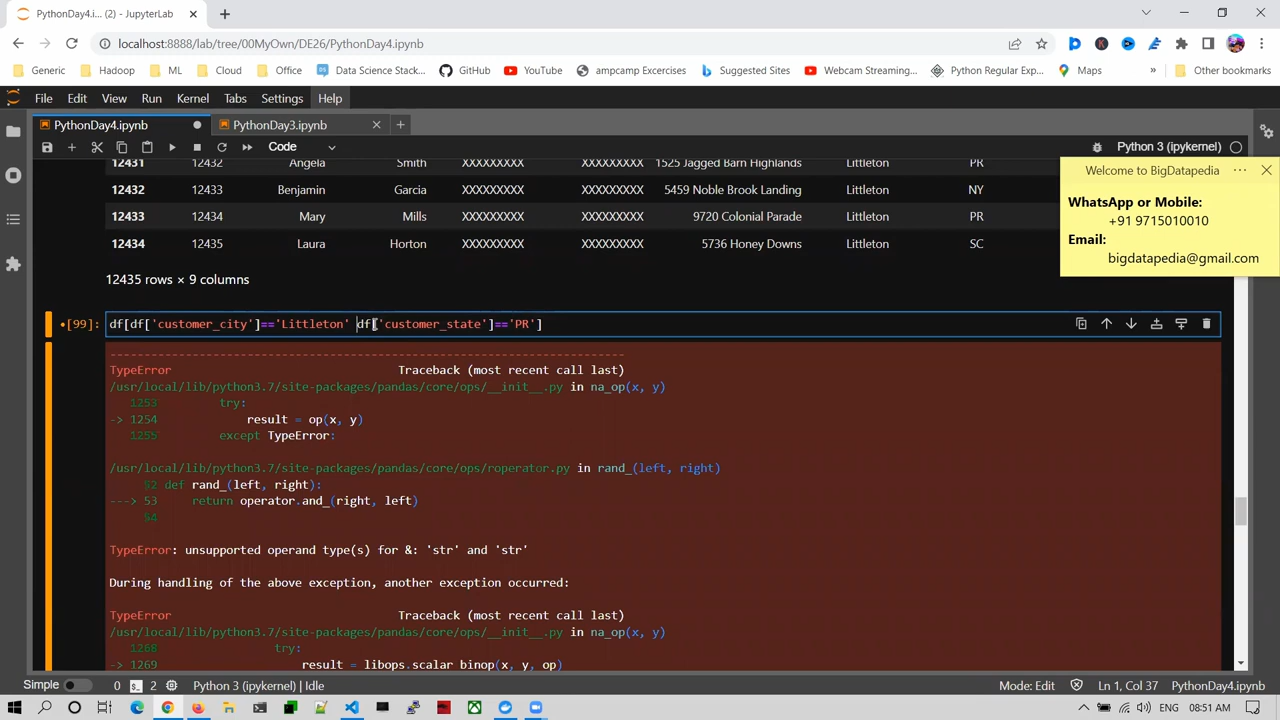 PythonDay4.i... (2) - JupyterLab
localhost:8888/lab/tree/00MyOwn/DE26/PythonDay4.ipynb
Generic Hadoop ML Cloud Office Data Science Stack... GitHub YouTube ampcamp Excercises Suggested Sites Webcam Streaming... Python Regular Exp... Maps » Other bookmarks
File Edit View Run Kernel Tabs Settings Help
PythonDay4.ipynb PythonDay3.ipynb
Code Python 3 (ipykernel)
12431 12432 Angela Smith XXXXXXXXX XXXXXXXXX 1525 Jagged Barn Highlands Littleton PR
12432 12433 Benjamin Garcia XXXXXXXXX XXXXXXXXX 5459 Noble Brook Landing Littleton NY
12433 12434 Mary Mills XXXXXXXXX XXXXXXXXX 9720 Colonial Parade Littleton PR
12434 12435 Laura Horton XXXXXXXXX XXXXXXXXX 5736 Honey Downs Littleton SC
12435 rows × 9 columns
Welcome to BigDatapedia ...
WhatsApp or Mobile:
+91 9715010010
Email:
bigdatapedia@gmail.com
[99]: df[df['customer_city']=='Littleton' df['customer_state']=='PR']
---------------------------------------------------------------------------
TypeError Traceback (most recent call last)
/usr/local/lib/python3.7/site-packages/pandas/core/ops/__init__.py in na_op(x, y)
1253 try:
-> 1254 result = op(x, y)
1255 except TypeError:
/usr/local/lib/python3.7/site-packages/pandas/core/ops/roperator.py in rand_(left, right)
52 def rand_(left, right):
---> 53 return operator.and_(right, left)
54
TypeError: unsupported operand type(s) for &: 'str' and 'str'
During handling of the above exception, another exception occurred:
TypeError Traceback (most recent call last)
/usr/local/lib/python3.7/site-packages/pandas/core/ops/__init__.py in na_op(x, y)
1268 try:
-> 1269 result = libops.scalar_binop(x, y, op)
Simple 0 2 Python 3 (ipykernel) | Idle Mode: Edit Ln 1, Col 37 PythonDay4.ipynb
ENG 08:51 AM